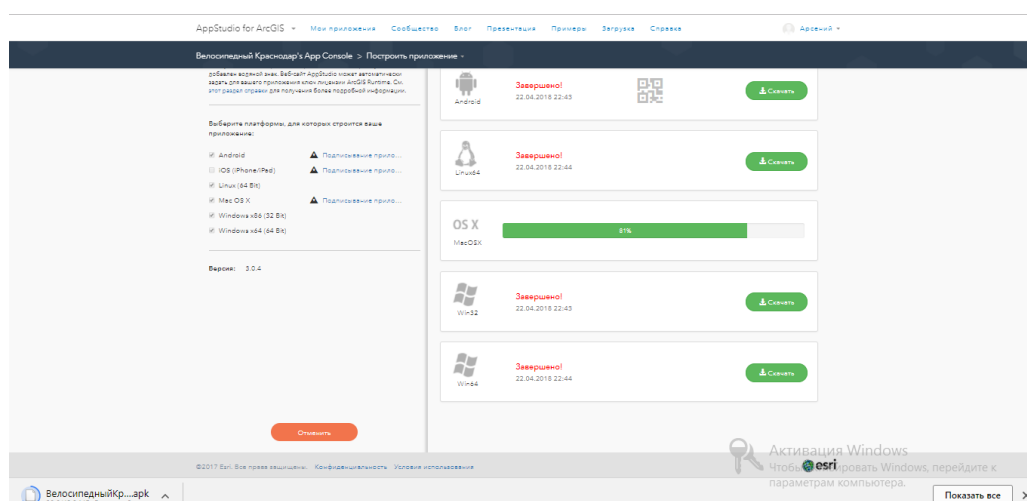 AppStudio for ArcGIS Мои приложения Сообщество Блог Презентация Примеры Загрузка Справка Арсений
Велосипедный Краснодар's App Console > Построить приложение
добавлен водяной знак. Веб-сайт AppStudio может автоматически
задать для вашего приложения ключ лицензии ArcGIS Runtime. См.
этот раздел справки для получения более подробной информации.
Выберите платформы, для которых строится ваше
приложение:
Android Подписывание прило...
iOS (iPhone/iPad) Подписывание прило...
Linux (64 Bit)
Mac OS X Подписывание прило...
Windows x86 (32 Bit)
Windows x64 (64 Bit)
Версия: 3.0.4
Отменить
Android
Завершено!
22.04.2018 22:43
Скачать
Linux64
Завершено!
22.04.2018 22:44
Скачать
OS X
MacOSX
81%
Win32
Завершено!
22.04.2018 22:43
Скачать
Win64
Завершено!
22.04.2018 22:44
Скачать
©2017 Esri. Все права защищены. Конфиденциальность Условия использования
esri
Активация Windows
Чтобы Windows, перейдите к
параметрам компьютера.
ВелосипедныйКр....apk
Показать все